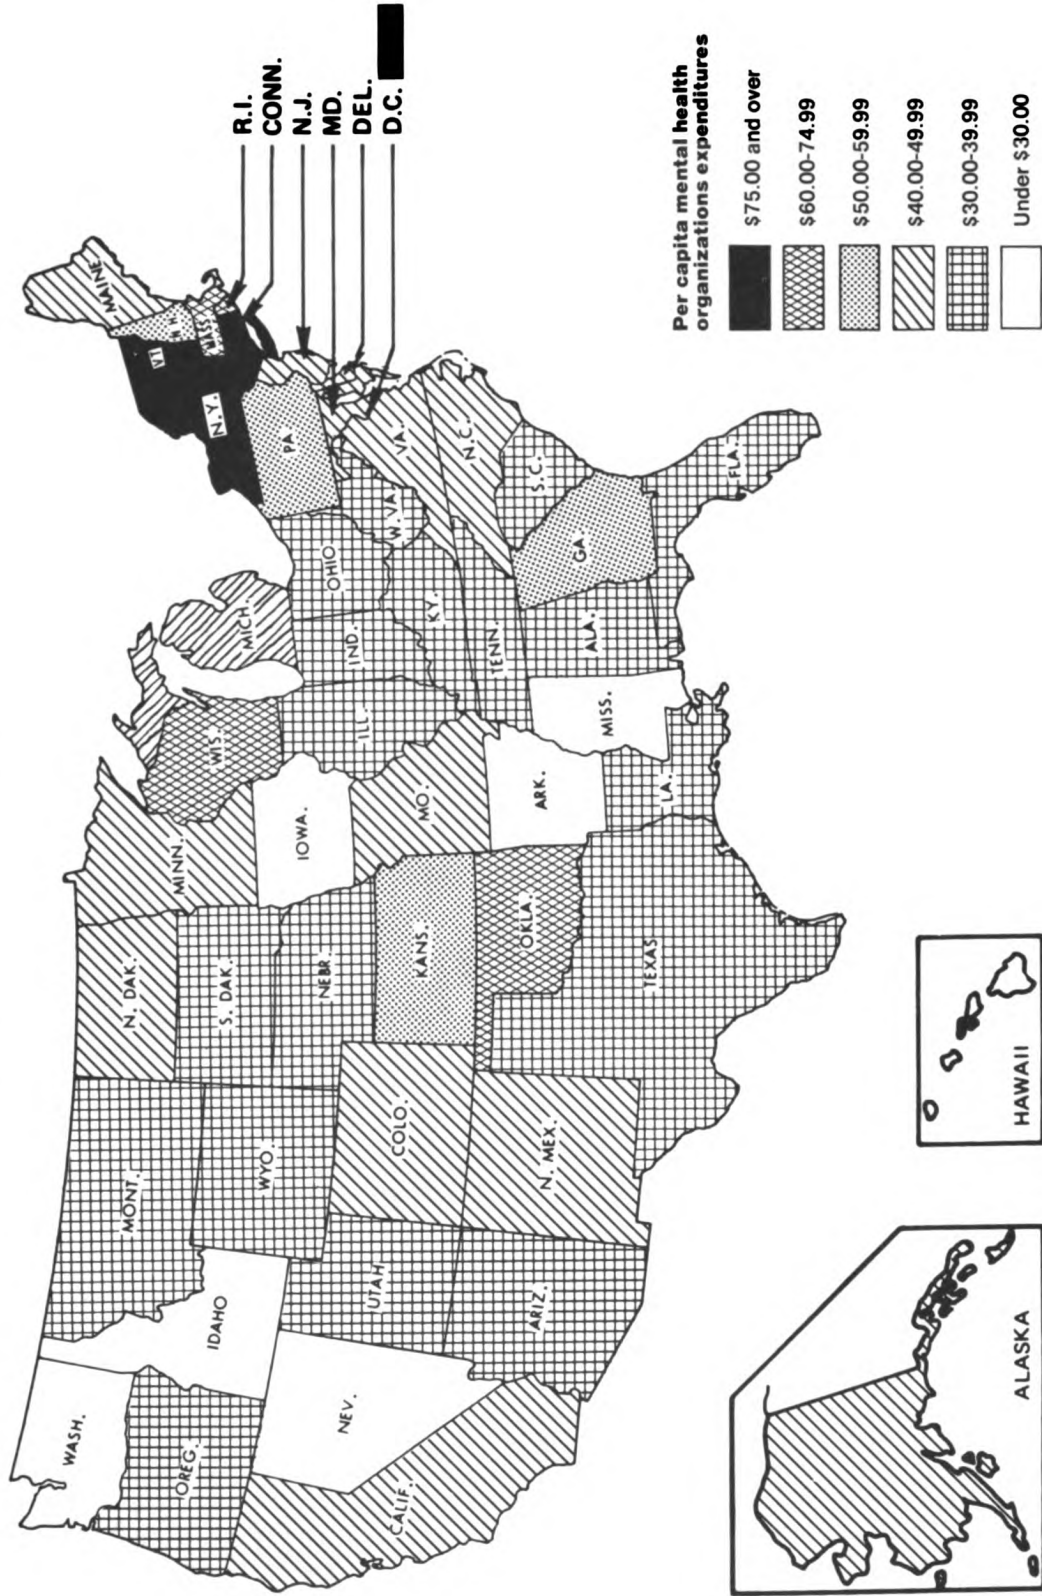 WASH.
OREG.
CALIF.
NEV.
IDAHO
MONT.
WYO.
UTAH
ARIZ.
COLO.
N. MEX.
N. DAK.
S. DAK.
NEBR.
KANS.
OKLA.
TEXAS
MINN.
IOWA.
MO.
ARK.
LA.
WIS.
ILL.
MICH.
IND.
OHIO
KY.
TENN.
MISS.
ALA.
GA.
FLA.
S.C.
N.C.
VA.
W.VA.
PA.
N.Y.
VT
N H
MASS
MAINE
R.I.
CONN.
N.J.
MD.
DEL.
D.C.
ALASKA
HAWAII
Per capita mental health
organizations expenditures
$75.00 and over
$60.00-74.99
$50.00-59.99
$40.00-49.99
$30.00-39.99
Under $30.00